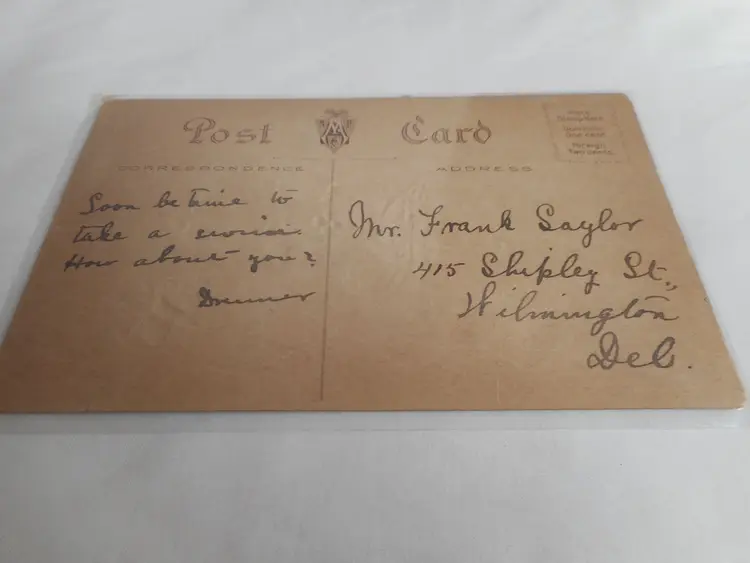 Post Card
CORRESPONDENCE
ADDRESS
Soon be time to
take a
How about you?
Mr. Frank Saylor
415 Shipley St.,
Wilmington
Del.